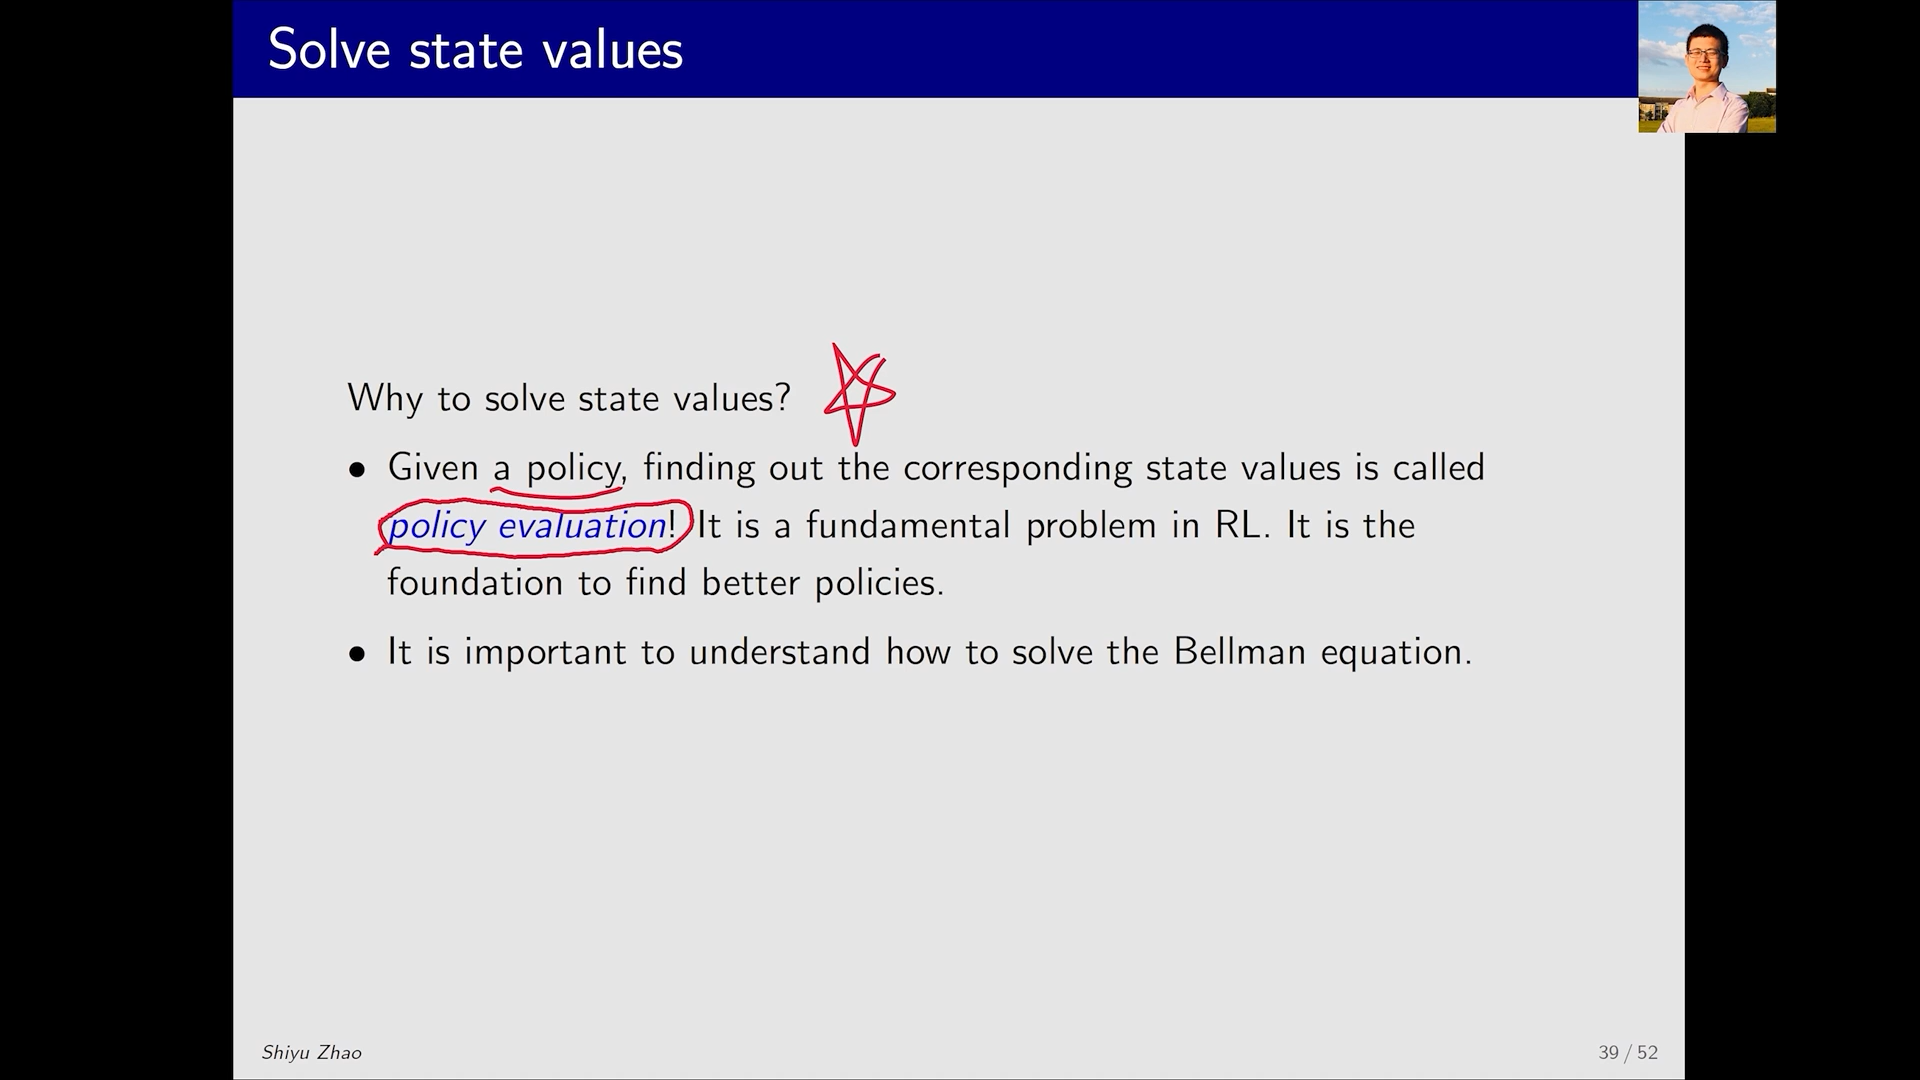 Solve state values
Why to solve state values?
• Given a policy, finding out the corresponding state values is called
policy evaluation! It is a fundamental problem in RL. It is the
foundation to find better policies.
• It is important to understand how to solve the Bellman equation.
Shiyu Zhao
39 / 52